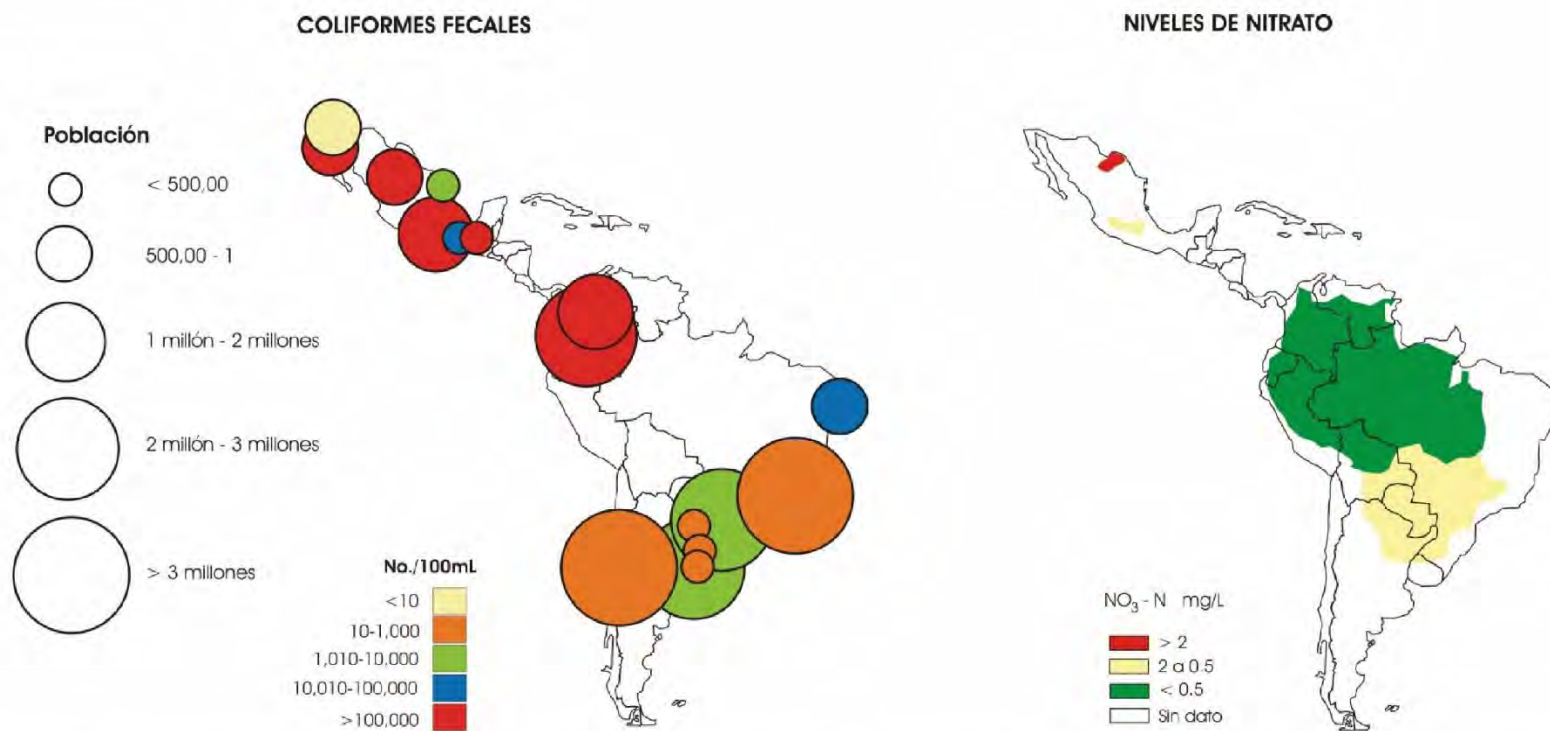 COLIFORMES FECALES
Población
< 500,00
500,00 - 1
1 millón - 2 millones
2 millón - 3 millones
> 3 millones
No./100mL
<10
10-1,000
1,010-10,000
10,010-100,000
>100,000
NIVELES DE NITRATO
NO₃ - N mg/L
> 2
2 a 0.5
< 0.5
Sin dato